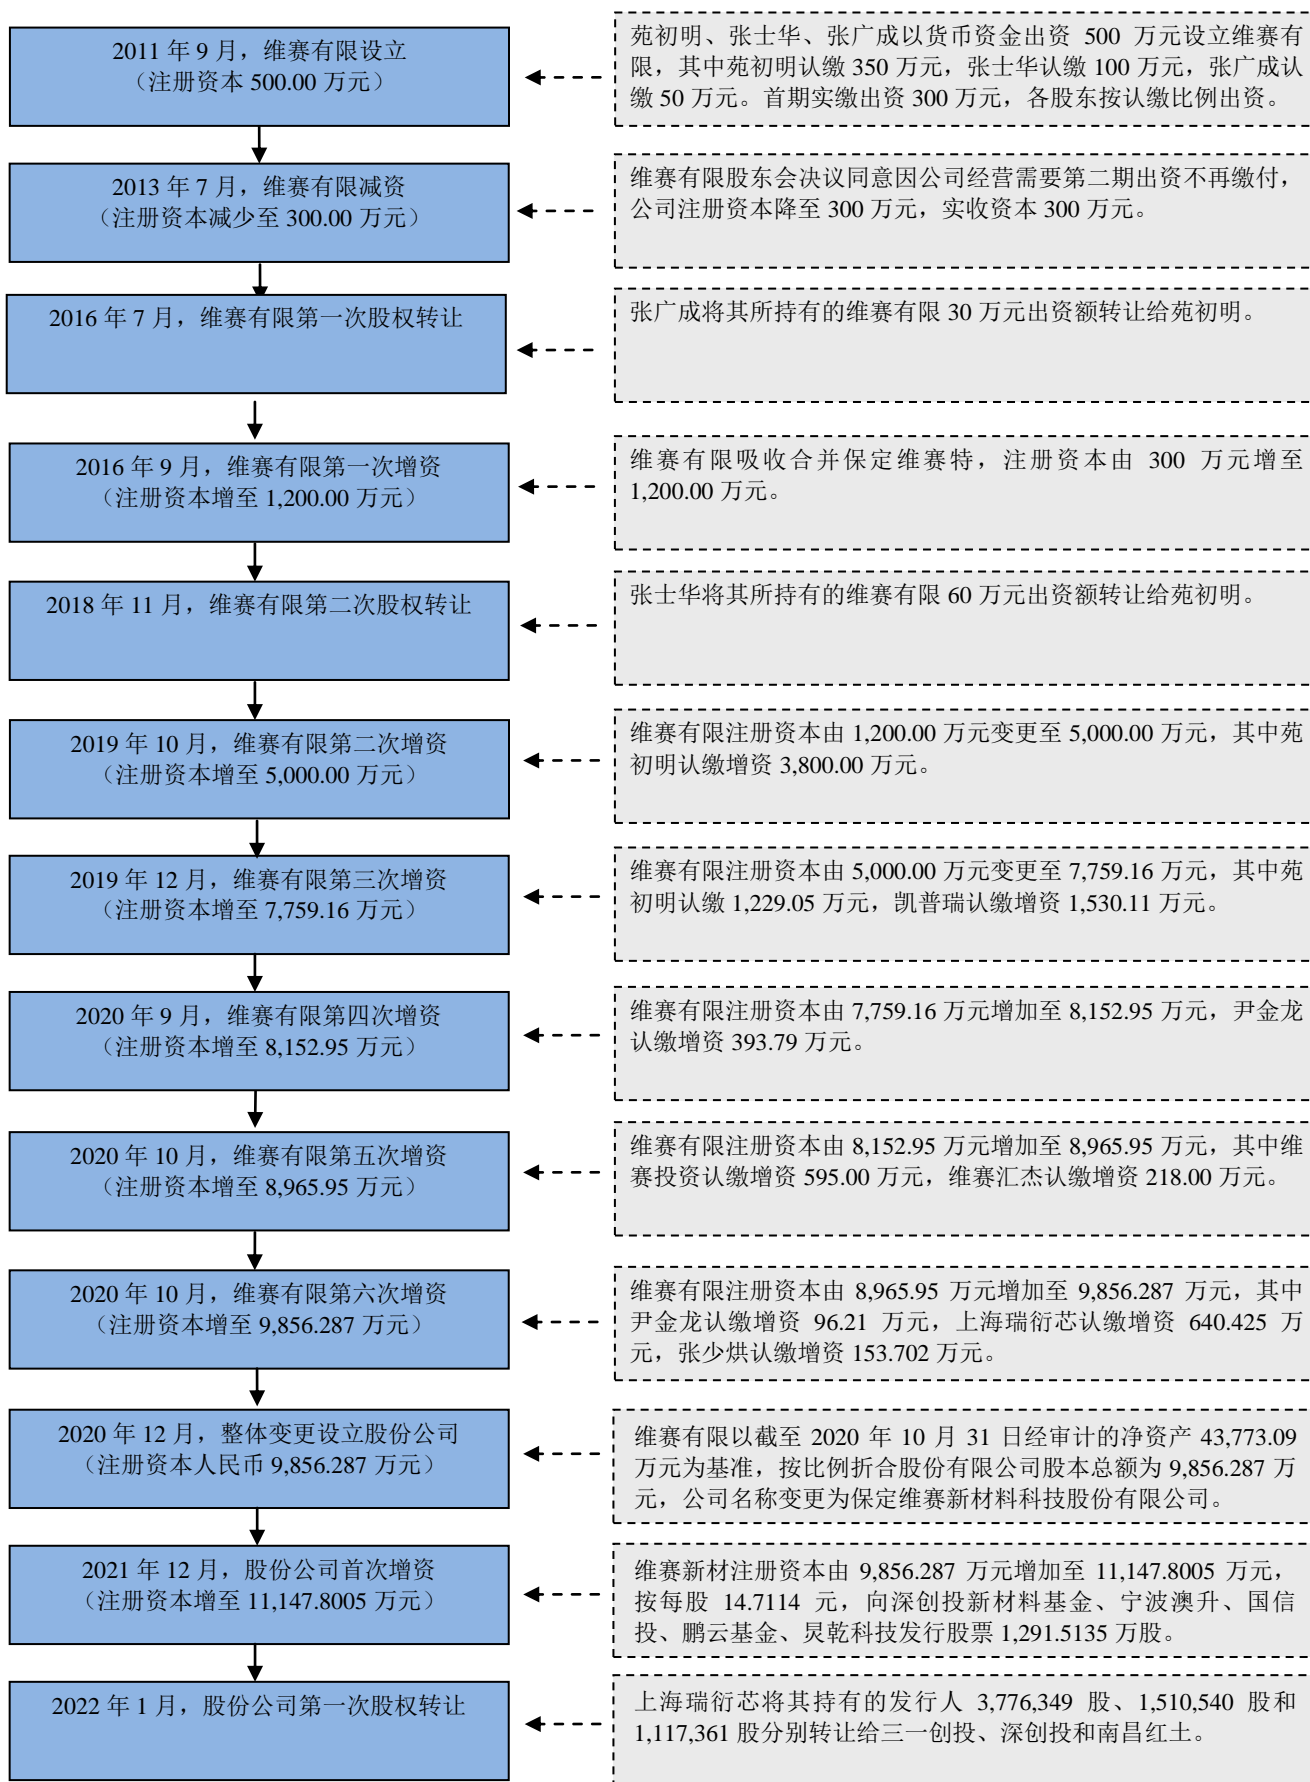 2011 年 9 月，维赛有限设立
（注册资本 500.00 万元）
苑初明、张士华、张广成以货币资金出资 500 万元设立维赛有
限，其中苑初明认缴 350 万元，张士华认缴 100 万元，张广成认
缴 50 万元。首期实缴出资 300 万元，各股东按认缴比例出资。
2013 年 7 月，维赛有限减资
（注册资本减少至 300.00 万元）
维赛有限股东会决议同意因公司经营需要第二期出资不再缴付，
公司注册资本降至 300 万元，实收资本 300 万元。
2016 年 7 月，维赛有限第一次股权转让
张广成将其所持有的维赛有限 30 万元出资额转让给苑初明。
2016 年 9 月，维赛有限第一次增资
（注册资本增至 1,200.00 万元）
维赛有限吸收合并保定维赛特，注册资本由 300 万元增至
1,200.00 万元。
2018 年 11 月，维赛有限第二次股权转让
张士华将其所持有的维赛有限 60 万元出资额转让给苑初明。
2019 年 10 月，维赛有限第二次增资
（注册资本增至 5,000.00 万元）
维赛有限注册资本由 1,200.00 万元变更至 5,000.00 万元，其中苑
初明认缴增资 3,800.00 万元。
2019 年 12 月，维赛有限第三次增资
（注册资本增至 7,759.16 万元）
维赛有限注册资本由 5,000.00 万元变更至 7,759.16 万元，其中苑
初明认缴 1,229.05 万元，凯普瑞认缴增资 1,530.11 万元。
2020 年 9 月，维赛有限第四次增资
（注册资本增至 8,152.95 万元）
维赛有限注册资本由 7,759.16 万元增加至 8,152.95 万元，尹金龙
认缴增资 393.79 万元。
2020 年 10 月，维赛有限第五次增资
（注册资本增至 8,965.95 万元）
维赛有限注册资本由 8,152.95 万元增加至 8,965.95 万元，其中维
赛投资认缴增资 595.00 万元，维赛汇杰认缴增资 218.00 万元。
2020 年 10 月，维赛有限第六次增资
（注册资本增至 9,856.287 万元）
维赛有限注册资本由 8,965.95 万元增加至 9,856.287 万元，其中
尹金龙认缴增资 96.21 万元，上海瑞衍芯认缴增资 640.425 万
元，张少烘认缴增资 153.702 万元。
2020 年 12 月，整体变更设立股份公司
（注册资本人民币 9,856.287 万元）
维赛有限以截至 2020 年 10 月 31 日经审计的净资产 43,773.09
万元为基准，按比例折合股份有限公司股本总额为 9,856.287 万
元，公司名称变更为保定维赛新材料科技股份有限公司。
2021 年 12 月，股份公司首次增资
（注册资本增至 11,147.8005 万元）
维赛新材注册资本由 9,856.287 万元增加至 11,147.8005 万元，
按每股 14.7114 元，向深创投新材料基金、宁波澳升、国信
投、鹏云基金、炅乾科技发行股票 1,291.5135 万股。
2022 年 1 月，股份公司第一次股权转让
上海瑞衍芯将其持有的发行人 3,776,349 股、1,510,540 股和
1,117,361 股分别转让给三一创投、深创投和南昌红土。